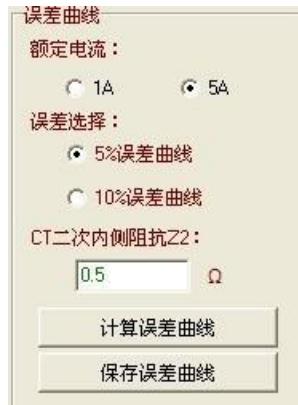 误差曲线
额定电流：
1A 5A
误差选择：
5%误差曲线
10%误差曲线
CT二次内侧阻抗Z2：
0.5 Ω
计算误差曲线
保存误差曲线